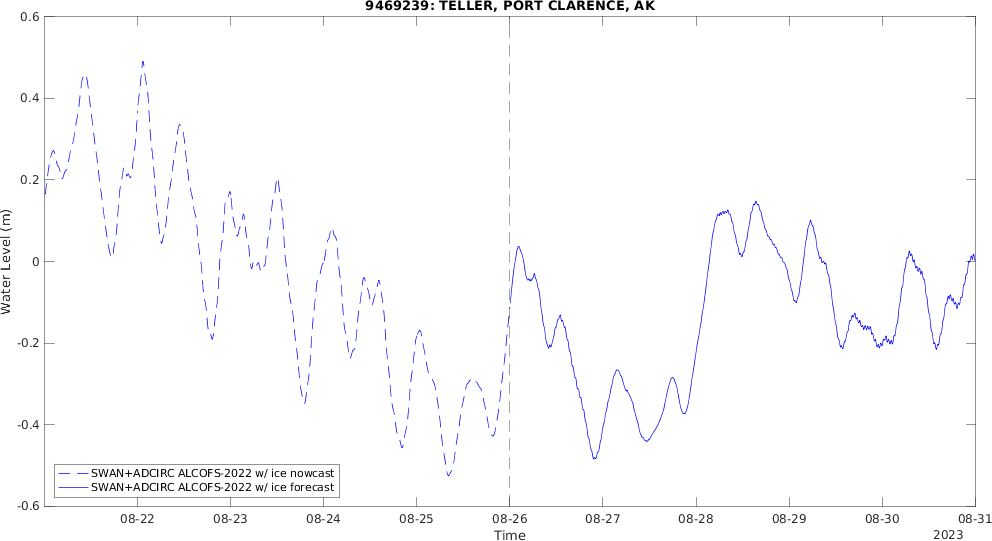 9469239: TELLER, PORT CLARENCE, AK
0.6
0.4
0.2
0
-0.2
-0.4
-0.6
Water Level (m)
SWAN+ADCIRC ALCOFS-2022 w/ ice nowcast
SWAN+ADCIRC ALCOFS-2022 w/ ice forecast
08-22 08-23 08-24 08-25 08-26 08-27 08-28 08-29 08-30 08-31
Time
2023